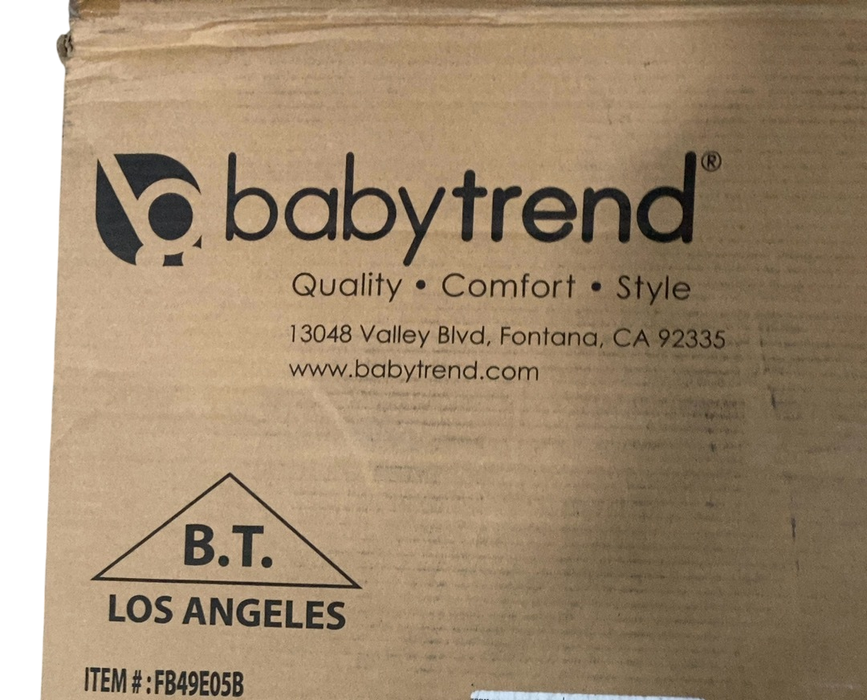 babytrend®
Quality • Comfort • Style
13048 Valley Blvd, Fontana, CA 92335
www.babytrend.com
B.T.
LOS ANGELES
ITEM # : FB49E05B